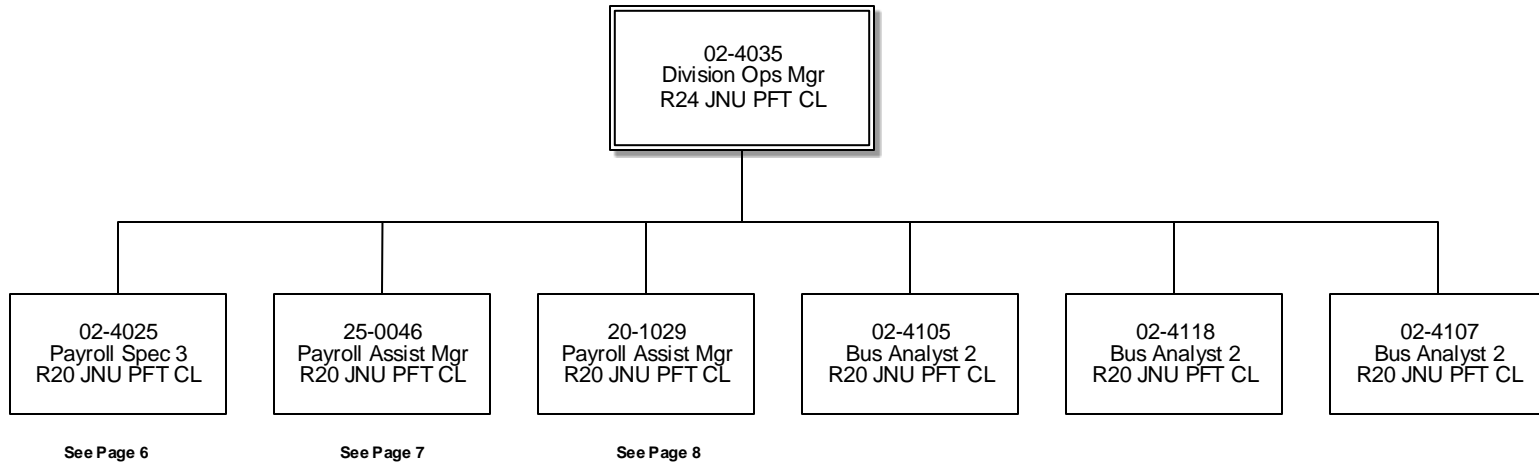 02-4035
Division Ops Mgr
R24 JNU PFT CL
02-4025
Payroll Spec 3
R20 JNU PFT CL
25-0046
Payroll Assist Mgr
R20 JNU PFT CL
20-1029
Payroll Assist Mgr
R20 JNU PFT CL
02-4105
Bus Analyst 2
R20 JNU PFT CL
02-4118
Bus Analyst 2
R20 JNU PFT CL
02-4107
Bus Analyst 2
R20 JNU PFT CL
See Page 6
See Page 7
See Page 8